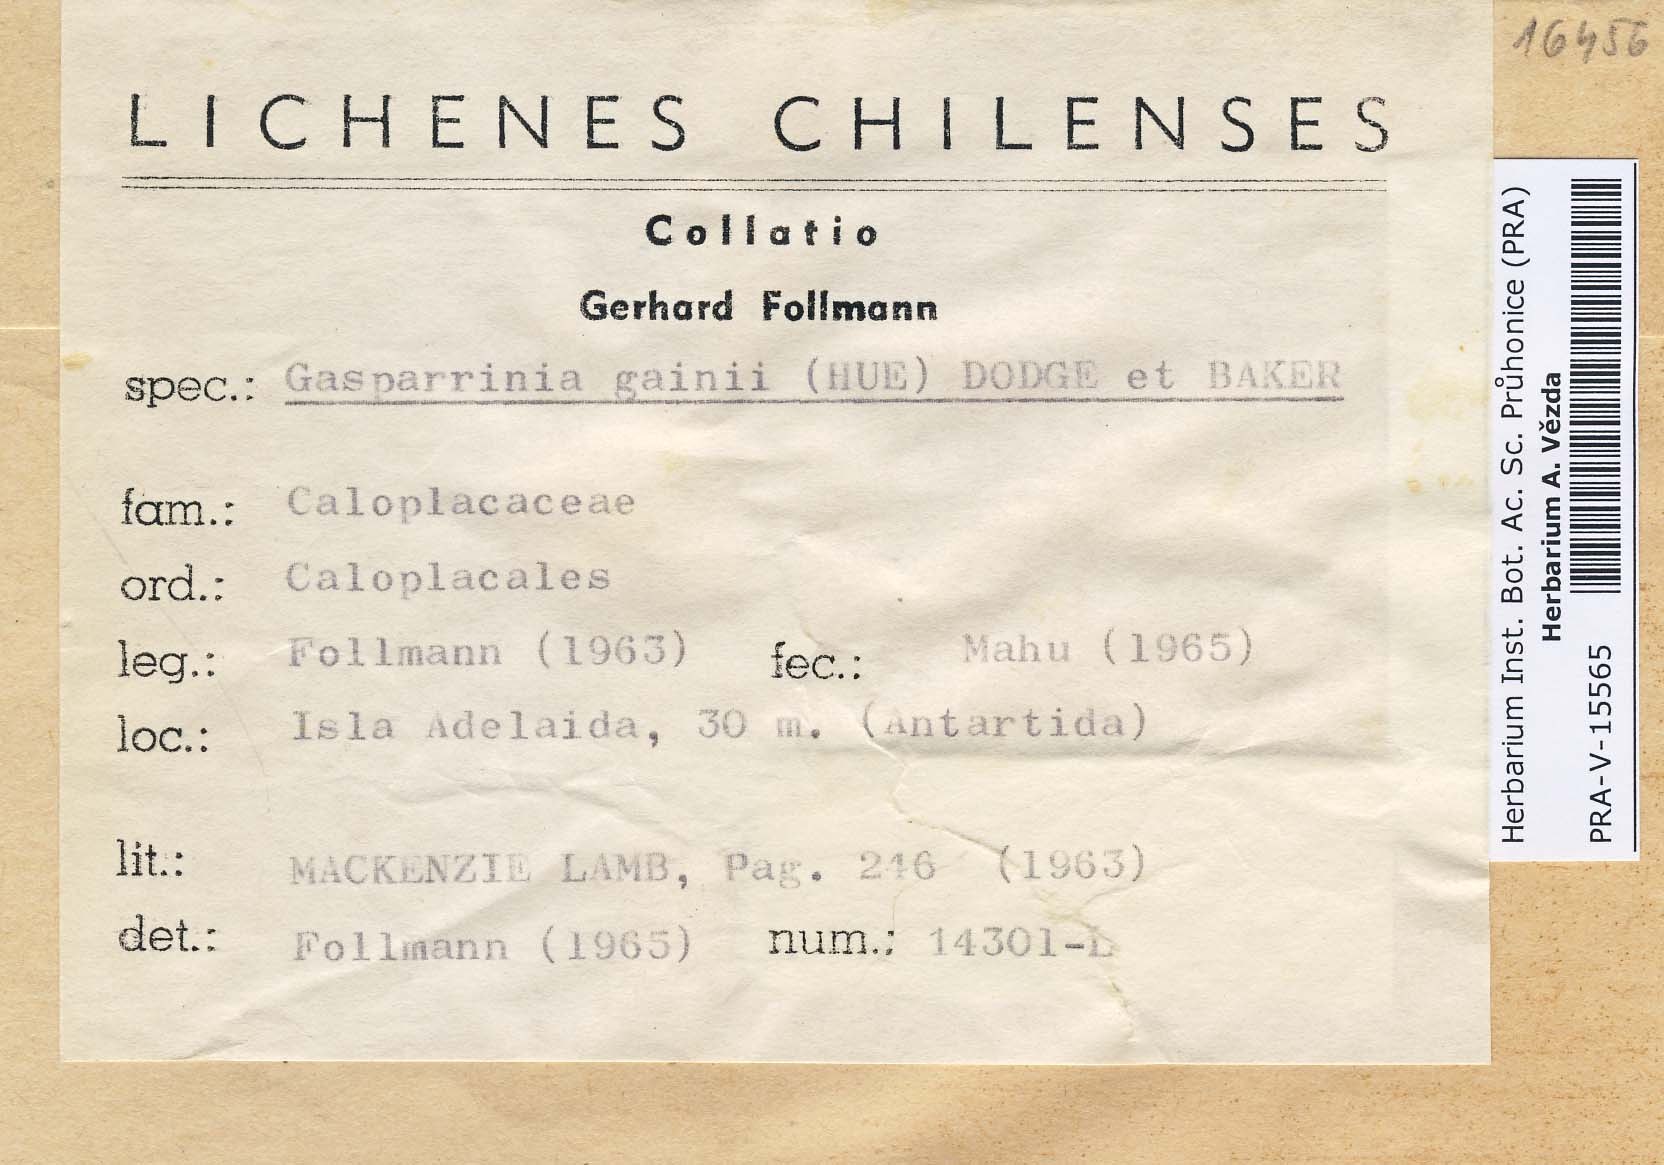 16456
LICHENES CHILENSES
Collatio
Gerhard Follmann
spec.: Gasparrinia gainii (HUE) DODGE et BAKER
fam.: Caloplacaceae
ord.: Caloplacales
leg.: Follmann (1963) fec.: Mahu (1965)
loc.: Isla Adelaida, 30 m. (Antartida)
lit.: MACKENZIE LAMB, Pag. 246 (1963)
det.: Follmann (1965) num.: 14301-L
Herbarium Inst. Bot. Ac. Sc. Průhonice (PRA)
Herbarium A. Vězda
PRA-V-15565